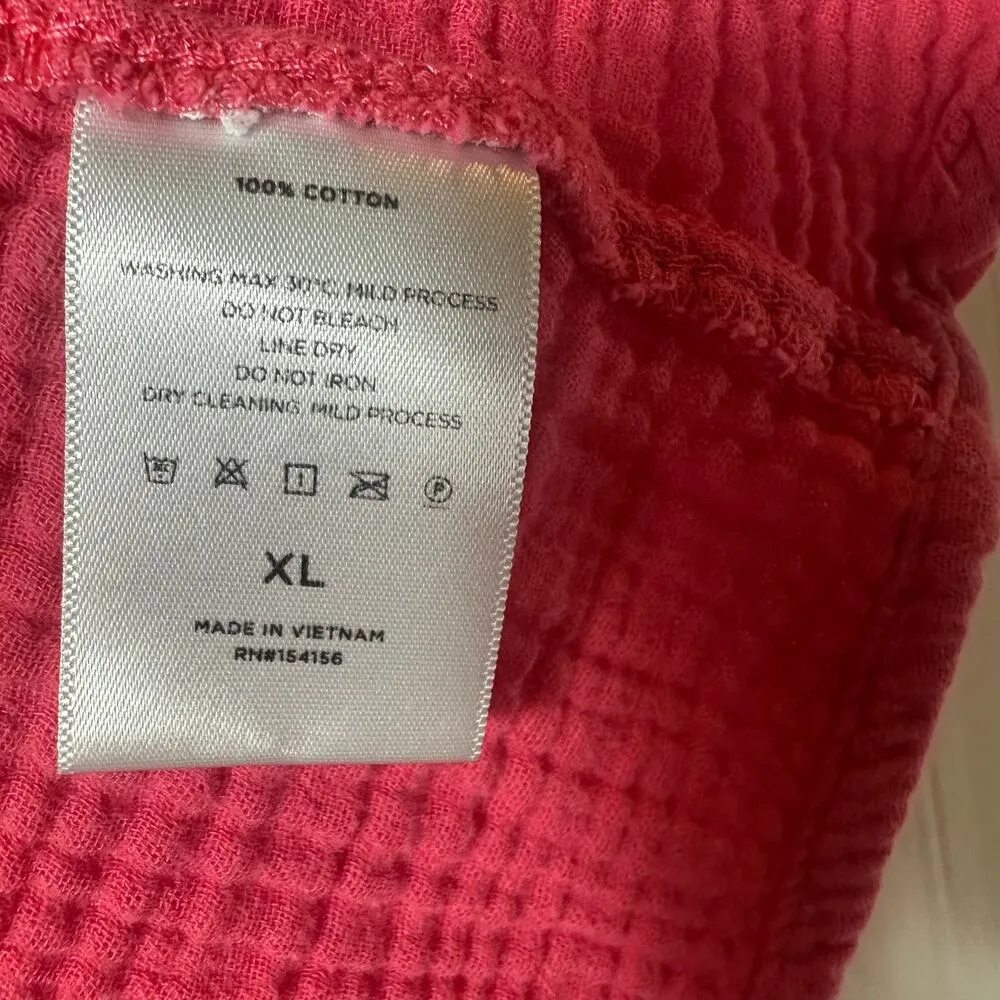 100% COTTON
WASHING MAX 30°C, MILD PROCESS
DO NOT BLEACH
LINE DRY
DO NOT IRON
DRY CLEANING MILD PROCESS
P
XL
MADE IN VIETNAM
RN#154156